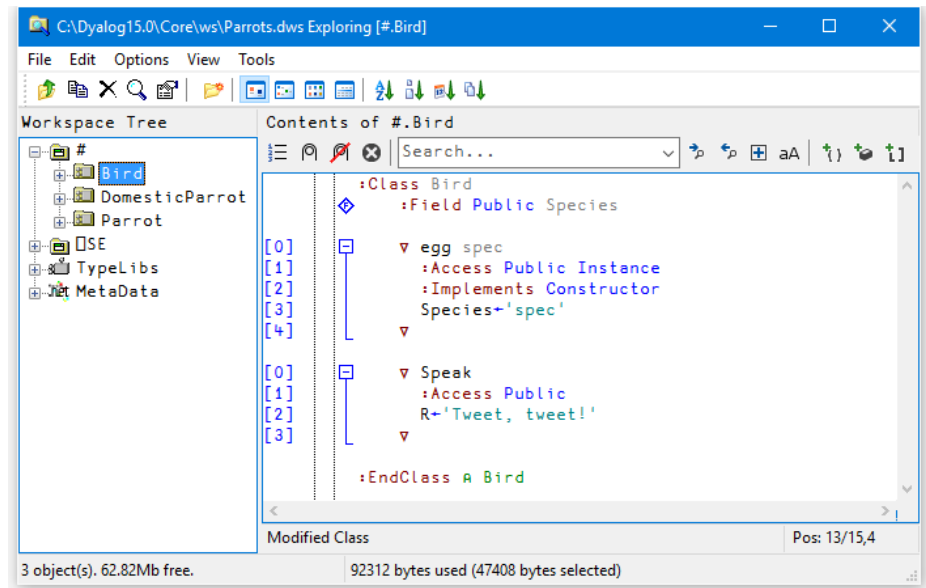 C:\Dyalog15.0\Core\ws\Parrots.dws Exploring [#.Bird]
File Edit Options View Tools
Workspace Tree
Contents of #.Bird
Search...
aA
#
Bird
DomesticParrot
Parrot
⎕SE
TypeLibs
.net MetaData
:Class Bird
:Field Public Species
[0] ∇ egg spec
[1] :Access Public Instance
[2] :Implements Constructor
[3] Species←'spec'
[4] ∇
[0] ∇ Speak
[1] :Access Public
[2] R←'Tweet, tweet!'
[3] ∇
:EndClass ⍝ Bird
Modified Class
Pos: 13/15,4
3 object(s). 62.82Mb free.
92312 bytes used (47408 bytes selected)